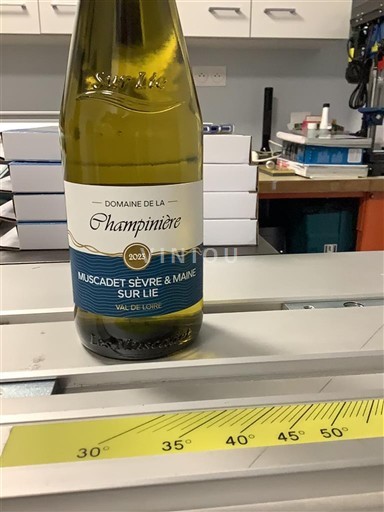 Sur Lie
DOMAINE DE LA
Champinière
2023
VINTOU
MUSCADET SÈVRE & MAINE
SUR LIE
VAL DE LOIRE
30° 35° 40° 45° 50°